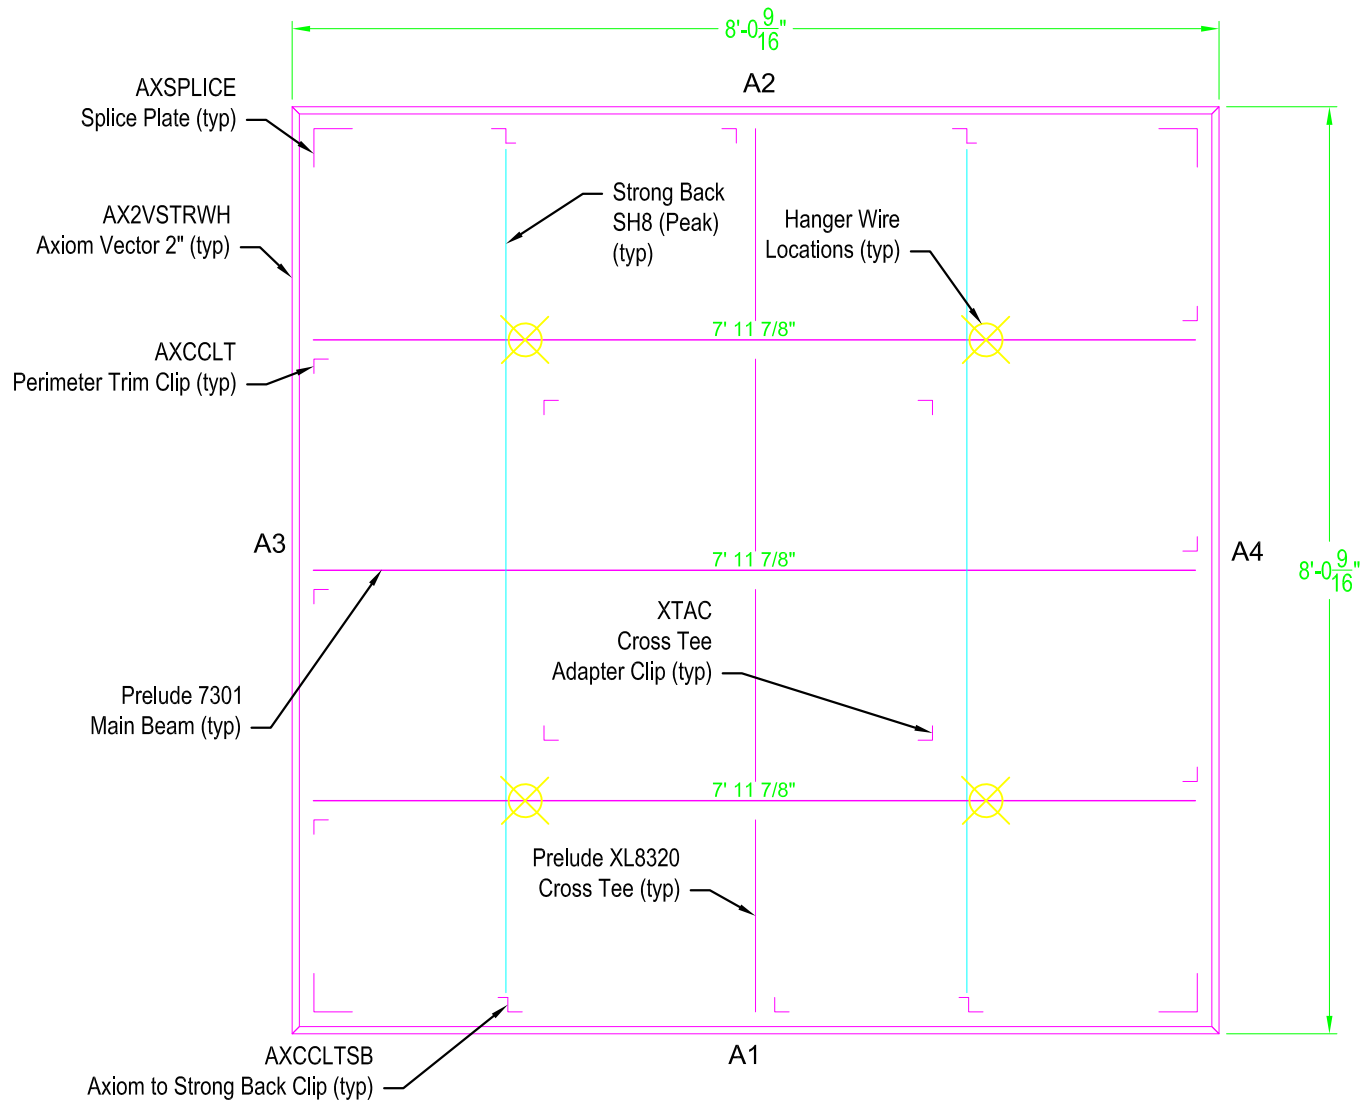 8'-0 9/16"
A2
AXSPLICE
Splice Plate (typ)
AX2VSTRWH
Axiom Vector 2" (typ)
Strong Back
SH8 (Peak)
(typ)
Hanger Wire
Locations (typ)
7' 11 7/8"
AXCCLT
Perimeter Trim Clip (typ)
A3
A4
7' 11 7/8"
8'-0 9/16"
XTAC
Cross Tee
Adapter Clip (typ)
Prelude 7301
Main Beam (typ)
7' 11 7/8"
Prelude XL8320
Cross Tee (typ)
A1
AXCCLTSB
Axiom to Strong Back Clip (typ)